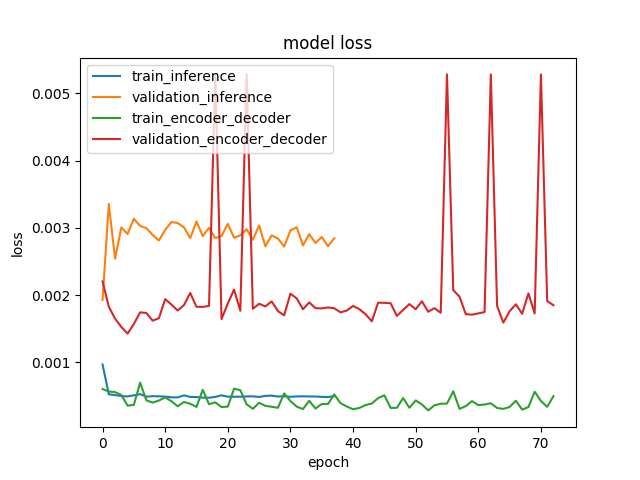 model loss
train_inference
validation_inference
train_encoder_decoder
validation_encoder_decoder
0.005
0.004
0.003
0.002
0.001
loss
0 10 20 30 40 50 60 70
epoch